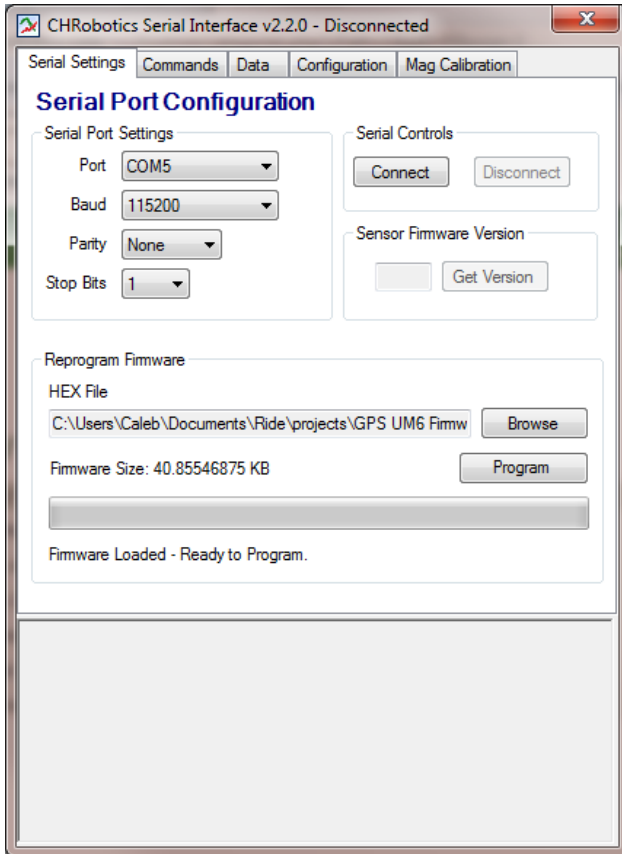 CHRobotics Serial Interface v2.2.0 - Disconnected
Serial Settings Commands Data Configuration Mag Calibration
Serial Port Configuration
Serial Port Settings
Port COM5
Baud 115200
Parity None
Stop Bits 1
Serial Controls
Connect Disconnect
Sensor Firmware Version
Get Version
Reprogram Firmware
HEX File
C:\Users\Caleb\Documents\Ride\projects\GPS UM6 Firmw Browse
Firmware Size: 40.85546875 KB Program
Firmware Loaded - Ready to Program.